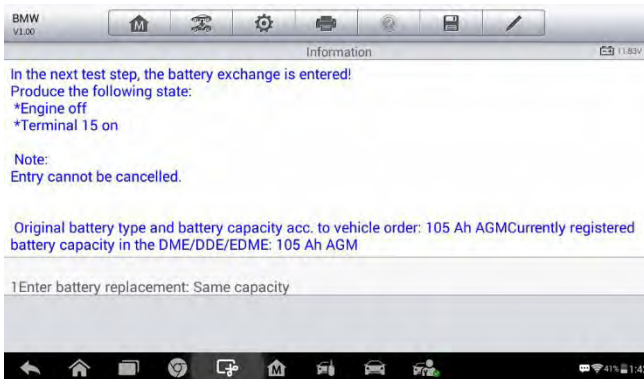 BMW
V1.00
Information
11.83V
In the next test step, the battery exchange is entered!
Produce the following state:
*Engine off
*Terminal 15 on
Note:
Entry cannot be cancelled.
Original battery type and battery capacity acc. to vehicle order: 105 Ah AGMCurrently registered
battery capacity in the DME/DDE/EDME: 105 Ah AGM
1Enter battery replacement: Same capacity
41%